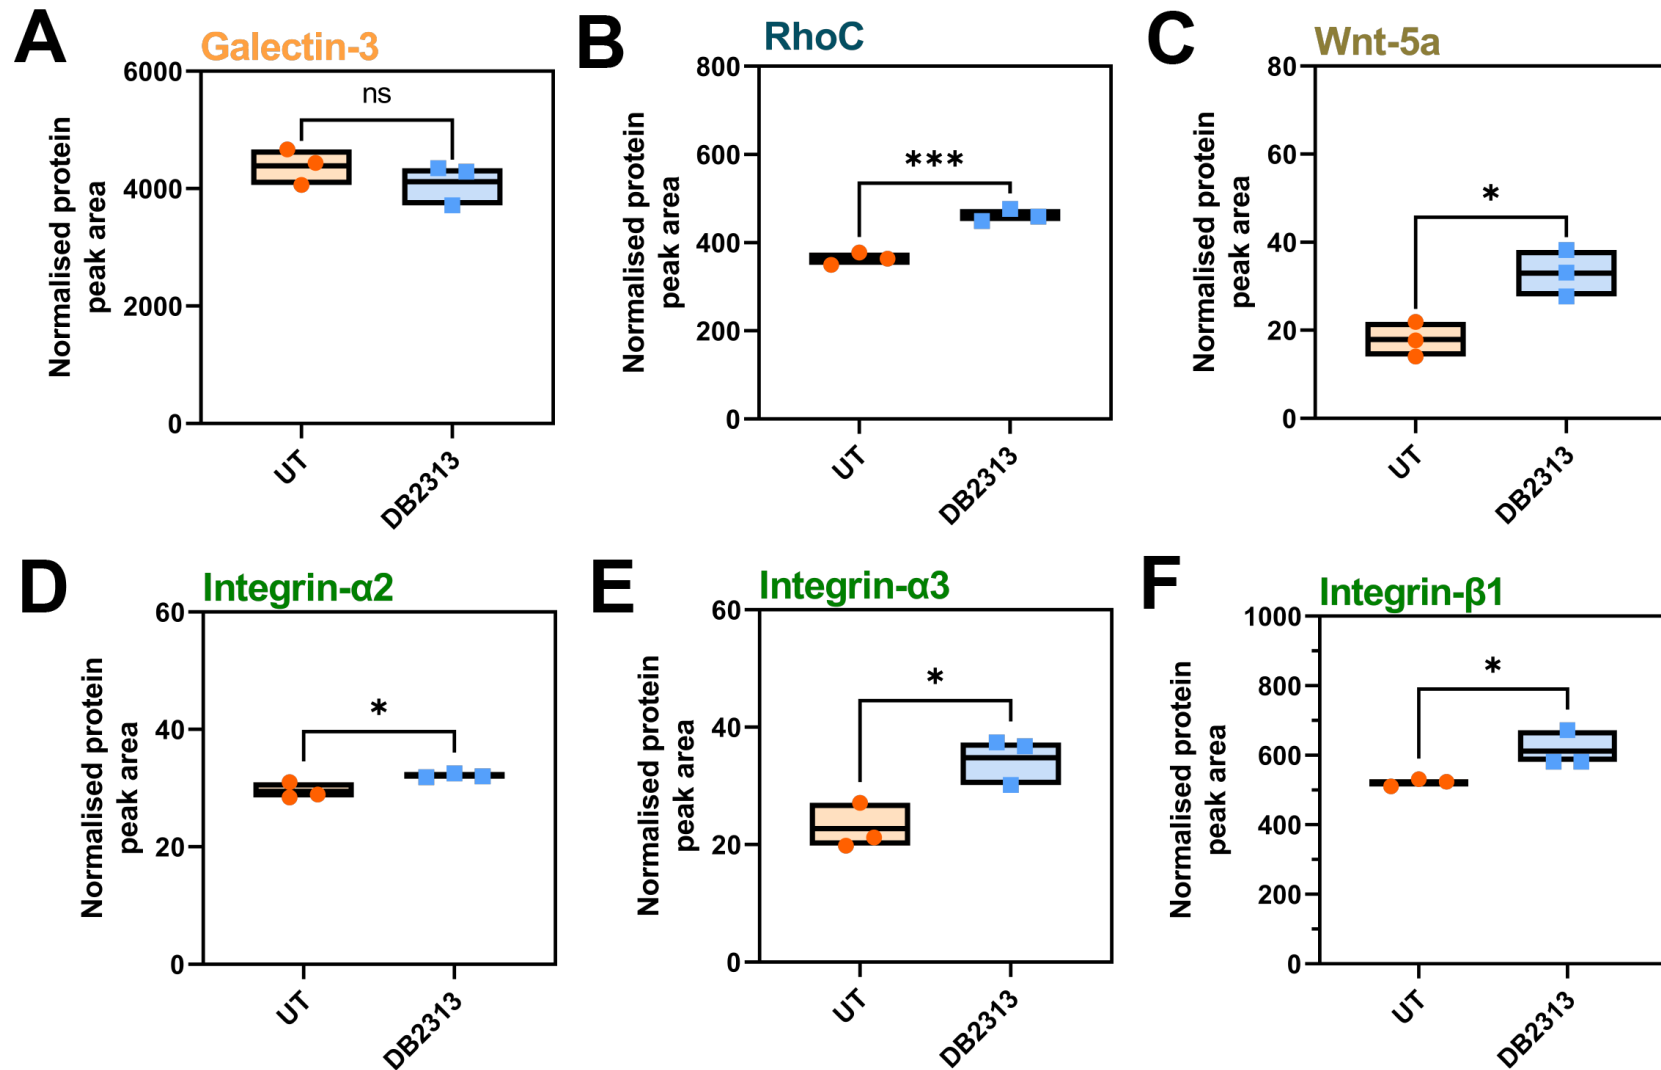 A
Galectin-3
Normalised protein
peak area
6000
4000
2000
0
ns
UT
DB2313
B
RhoC
Normalised protein
peak area
800
600
400
200
0
***
UT
DB2313
C
Wnt-5a
Normalised protein
peak area
80
60
40
20
0
*
UT
DB2313
D
Integrin-α2
Normalised protein
peak area
60
40
20
0
*
UT
DB2313
E
Integrin-α3
Normalised protein
peak area
60
40
20
0
*
UT
DB2313
F
Integrin-β1
Normalised protein
peak area
1000
800
600
400
200
0
*
UT
DB2313